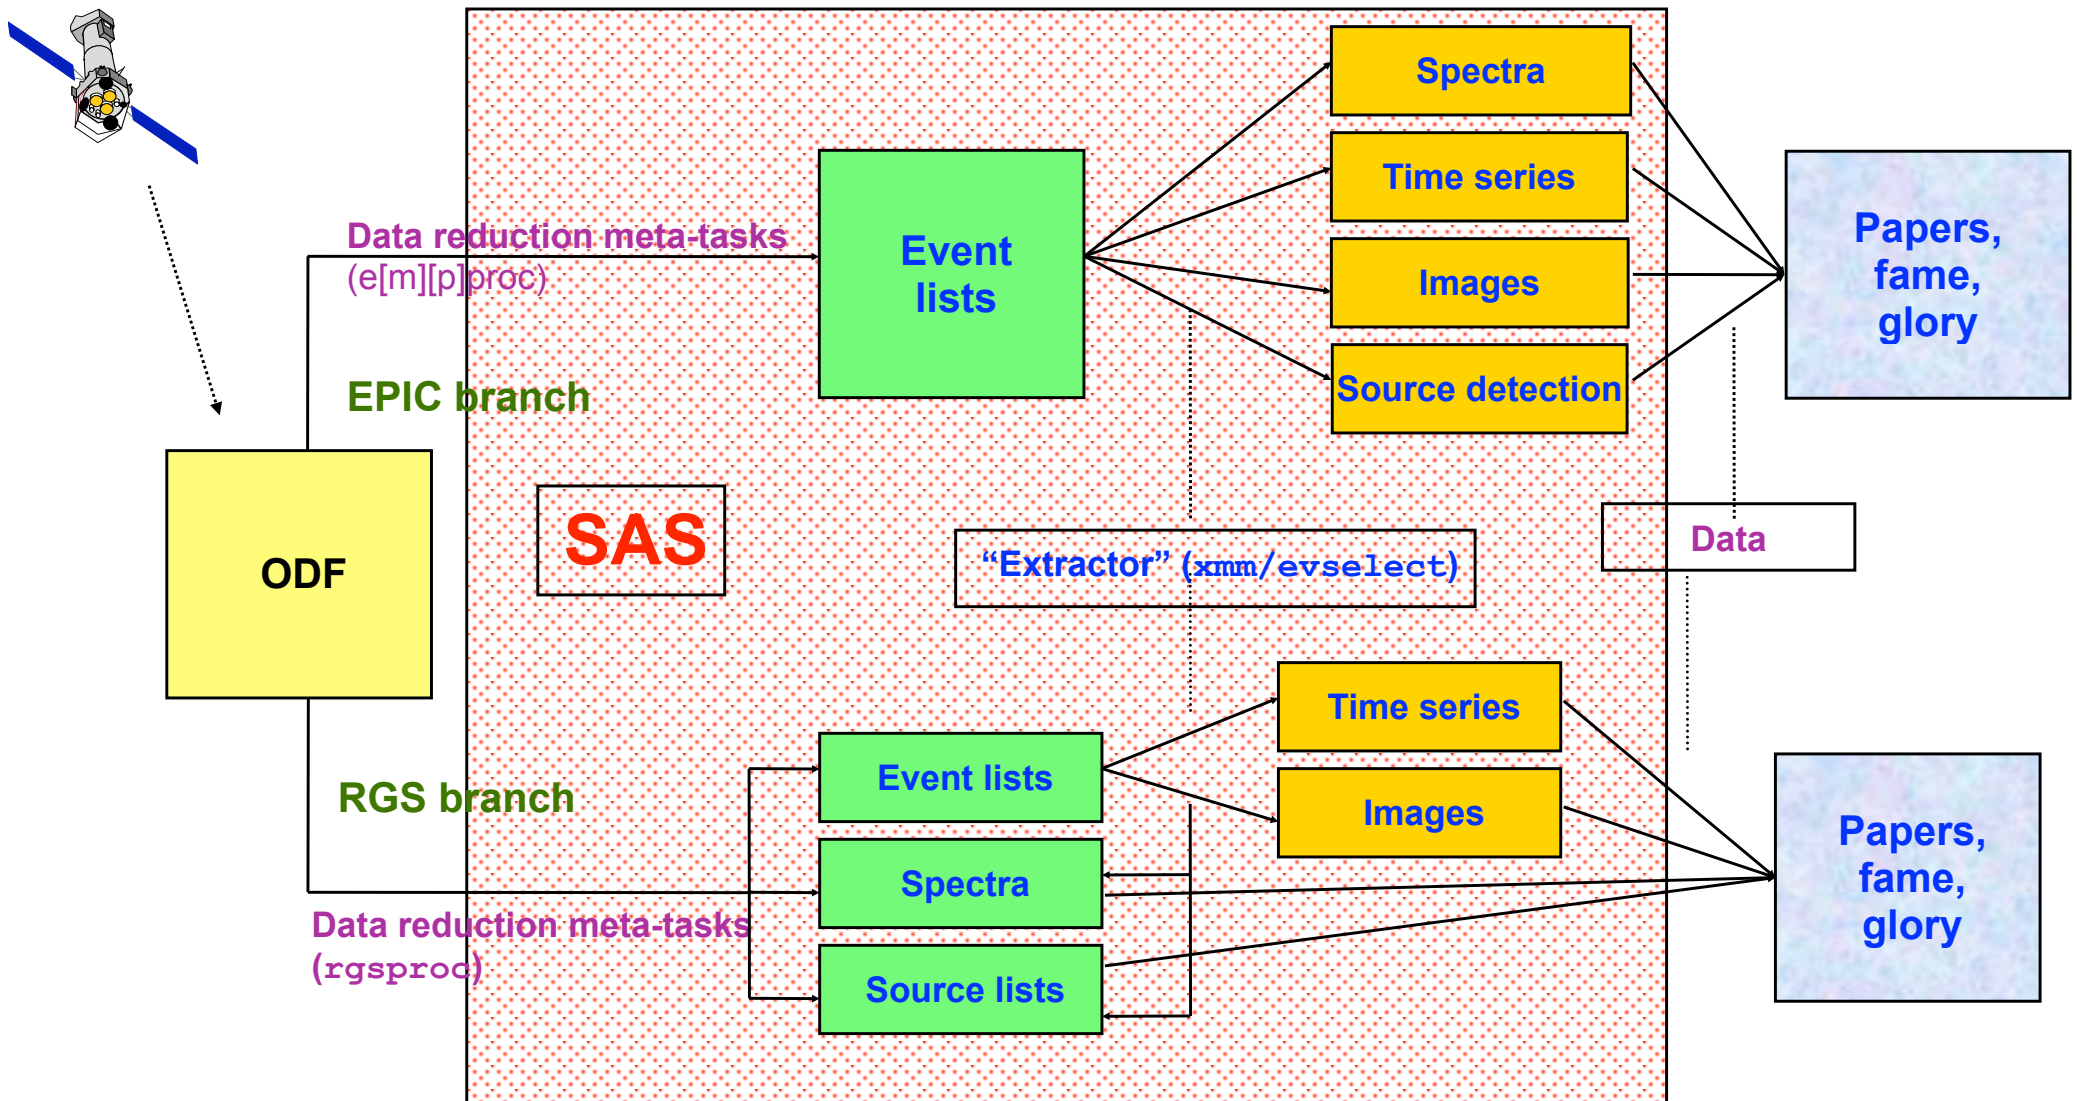 Spectra
Time series
Images
Source detection
Data reduction meta-tasks
(e[m][p]proc)
Event
lists
Papers,
fame,
glory
EPIC branch
ODF
SAS
“Extractor” (xmm/evselect)
Data
RGS branch
Time series
Images
Event lists
Spectra
Source lists
Data reduction meta-tasks
(rgsproc)
Papers,
fame,
glory